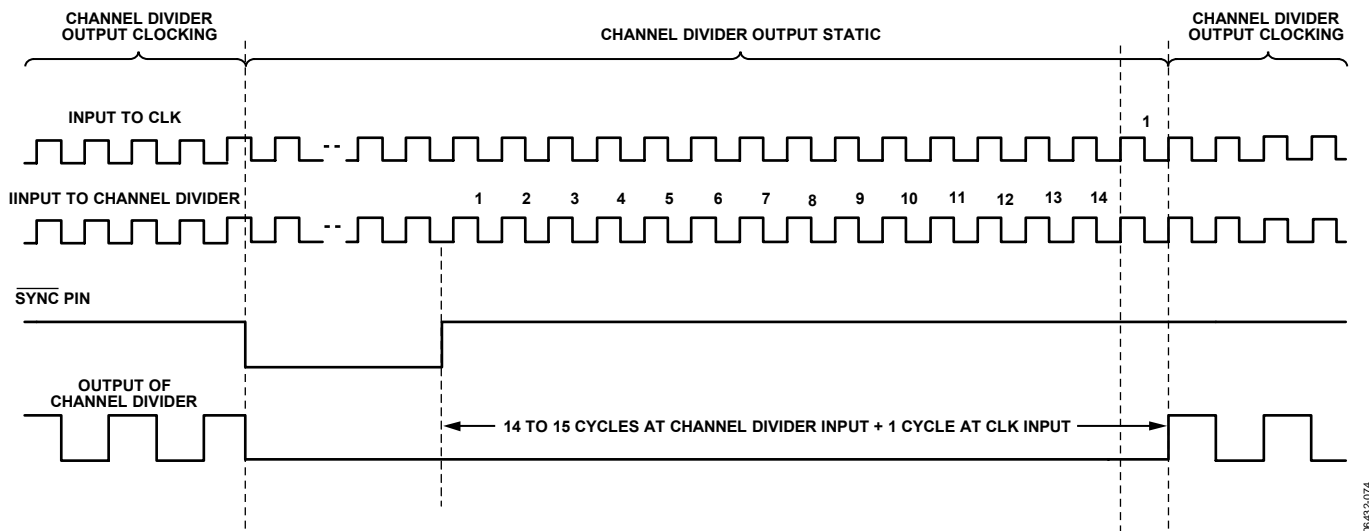 CHANNEL DIVIDER
OUTPUT CLOCKING
CHANNEL DIVIDER OUTPUT STATIC
CHANNEL DIVIDER
OUTPUT CLOCKING
INPUT TO CLK
1
IINPUT TO CHANNEL DIVIDER
1 2 3 4 5 6 7 8 9 10 11 12 13 14
SYNC PIN
OUTPUT OF
CHANNEL DIVIDER
14 TO 15 CYCLES AT CHANNEL DIVIDER INPUT + 1 CYCLE AT CLK INPUT
08432-074